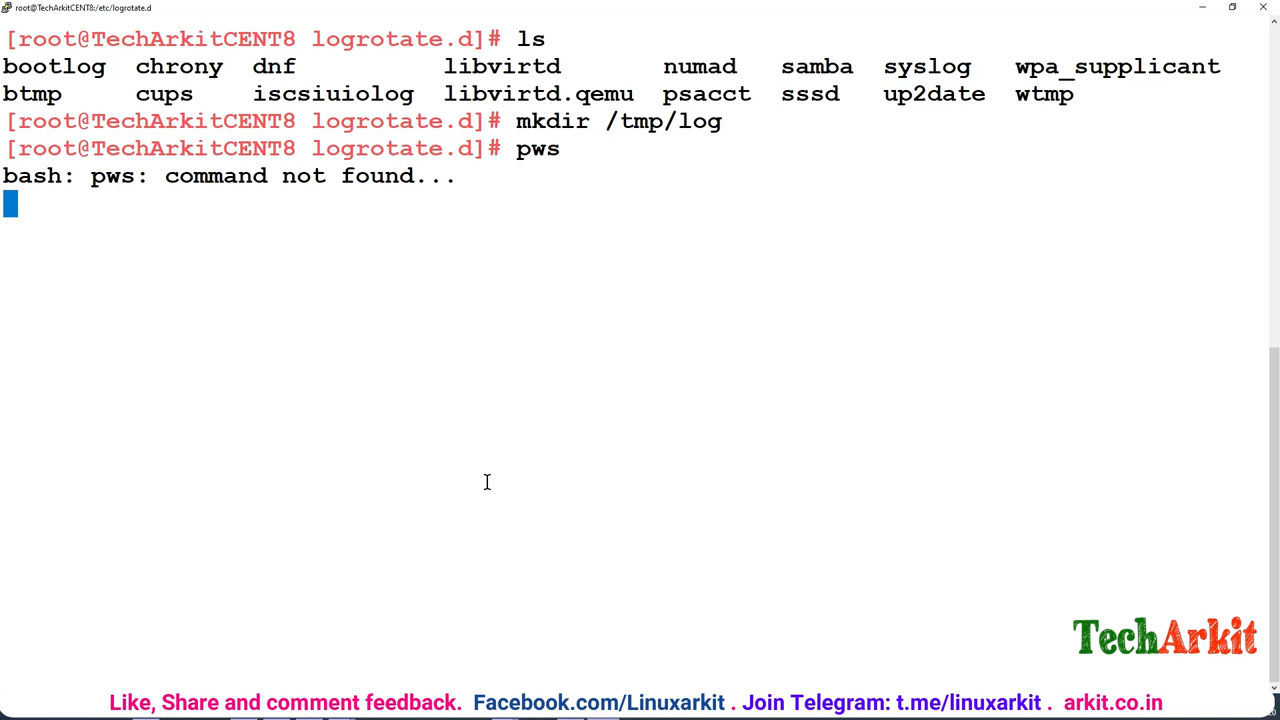 root@TechArkitCENT8:/etc/logrotate.d
[root@TechArkitCENT8 logrotate.d]# ls
bootlog chrony dnf libvirtd numad samba syslog wpa_supplicant
btmp cups iscsiuiolog libvirtd.qemu psacct sssd up2date wtmp
[root@TechArkitCENT8 logrotate.d]# mkdir /tmp/log
[root@TechArkitCENT8 logrotate.d]# pws
bash: pws: command not found...
TechArkit
Like, Share and comment feedback. Facebook.com/Linuxarkit . Join Telegram: t.me/linuxarkit . arkit.co.in